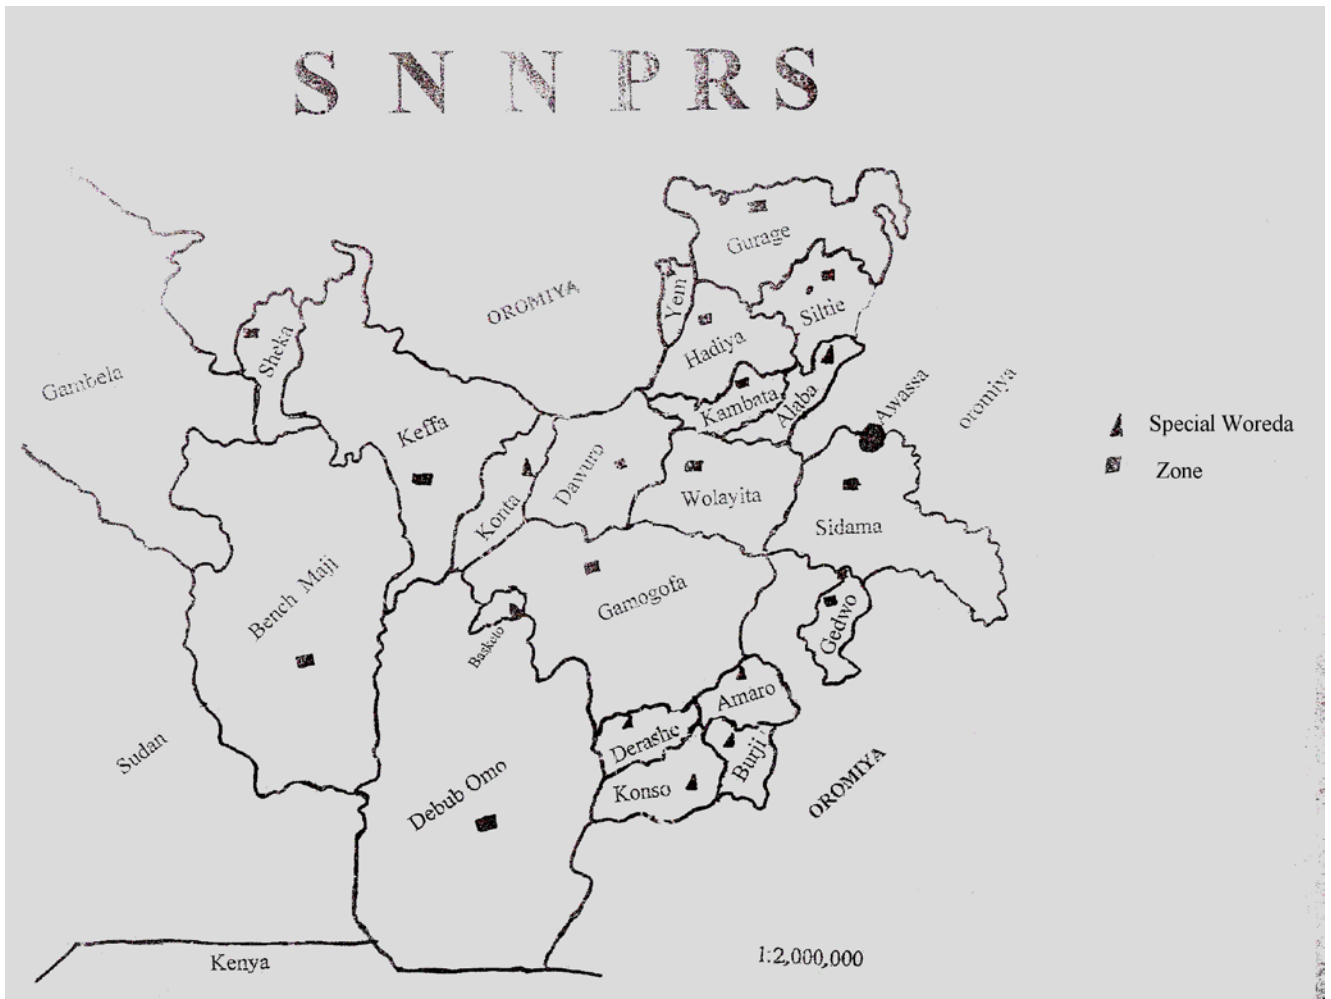 S N N P R S
Gurage
Yem
OROMIYA
Siltie
Sheka
Hadiya
Gambela
Kambata
Alaba
Awassa
oromiya
Special Woreda
Keffa
Zone
Dawuro
Wolayita
Konta
Sidama
Bench Maji
Gamogofa
Gedwo
Basketo
Amaro
Derashe
Sudan
Burji
Konso
OROMIYA
Debub Omo
1:2,000,000
Kenya